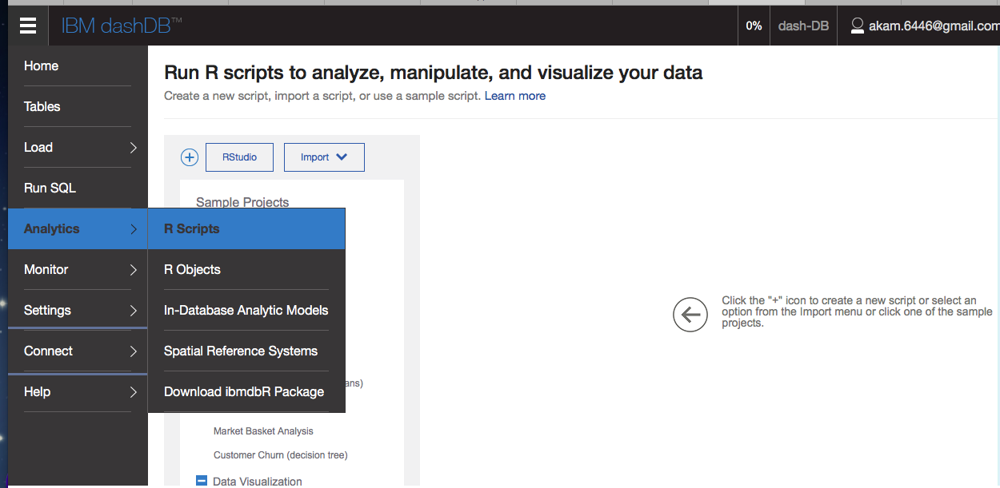 IBM dashDB™
0%
dash-DB
akam.6446@gmail.com
Home
Tables
Load
Run SQL
Analytics
Monitor
Settings
Connect
Help
Run R scripts to analyze, manipulate, and visualize your data
Create a new script, import a script, or use a sample script. Learn more
RStudio
Import
Sample Projects
R Scripts
R Objects
In-Database Analytic Models
Spatial Reference Systems
Download ibmdbR Package
ans)
Market Basket Analysis
Customer Churn (decision tree)
Data Visualization
Click the "+" icon to create a new script or select an
option from the Import menu or click one of the sample
projects.